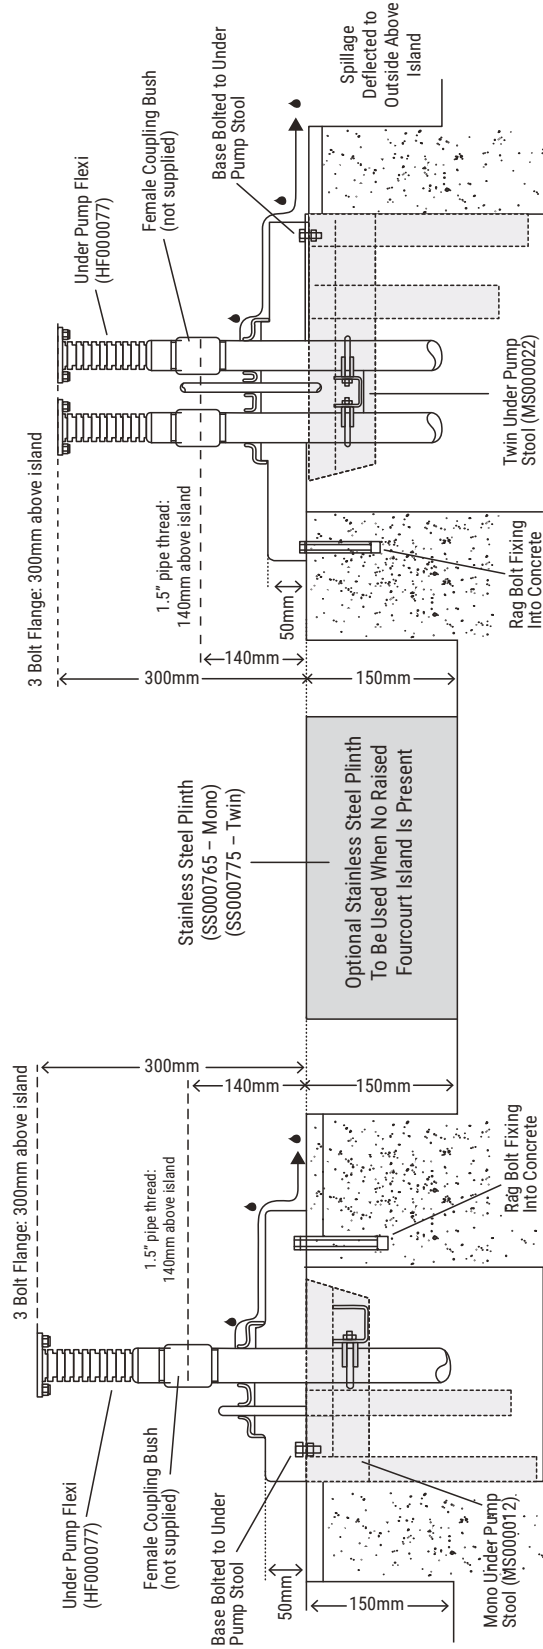 3 Bolt Flange: 300mm above island
Under Pump Flexi
(HF000077)
Female Coupling Bush
(not supplied)
1.5” pipe thread:
140mm above island
300mm
140mm
150mm
Base Bolted to Under
Pump Stool
50mm
150mm
Mono Under Pump
Stool (MS000012)
Rag Bolt Fixing
Into Concrete
Stainless Steel Plinth
(SS000765 – Mono)
(SS000775 – Twin)
Optional Stainless Steel Plinth
To Be Used When No Raised
Fourcourt Island Is Present
3 Bolt Flange: 300mm above island
1.5” pipe thread:
140mm above island
300mm
140mm
150mm
50mm
Rag Bolt Fixing
Into Concrete
Under Pump Flexi
(HF000077)
Female Coupling Bush
(not supplied)
Base Bolted to Under
Pump Stool
Twin Under Pump
Stool (MS000022)
Spillage
Deflected to
Outside Above
Island